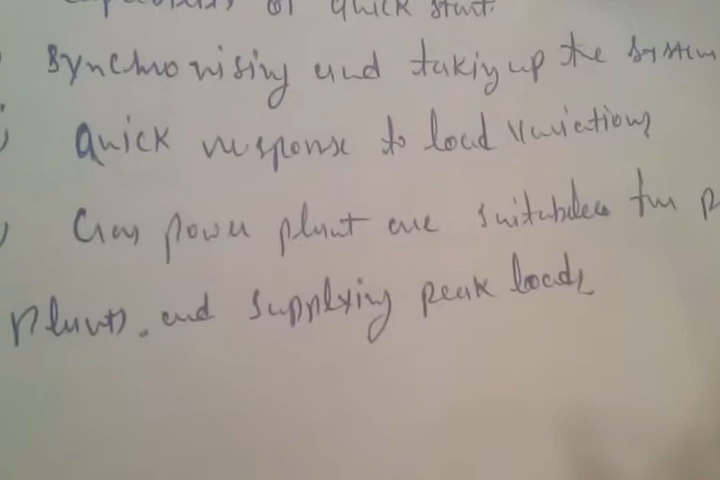 of quick start.
Synchronising and taking up the system
) quick response to load variations
) Gas power plant are suitable for p
plants. and supplying peak loads